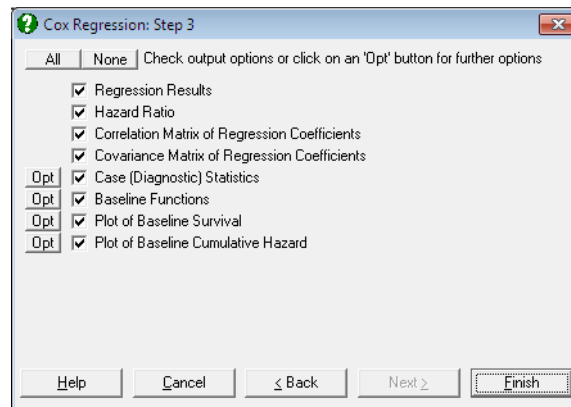 Cox Regression: Step 3
All None Check output options or click on an 'Opt' button for further options
Regression Results
Hazard Ratio
Correlation Matrix of Regression Coefficients
Covariance Matrix of Regression Coefficients
Opt Case (Diagnostic) Statistics
Opt Baseline Functions
Opt Plot of Baseline Survival
Opt Plot of Baseline Cumulative Hazard
Help Cancel < Back Next > Finish